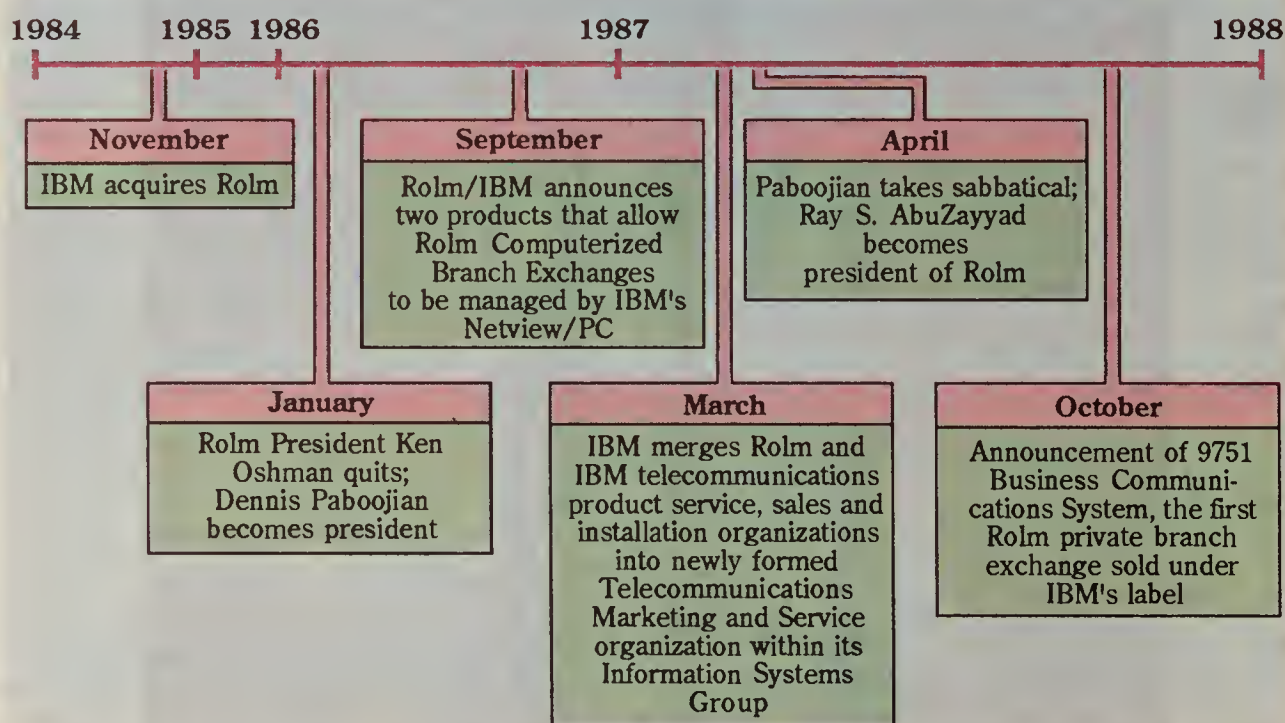 1984 1985 1986 1987 1988
November
IBM acquires Rolm
September
Rolm/IBM announces
two products that allow
Rolm Computerized
Branch Exchanges
to be managed by IBM's
Netview/PC
April
Paboojian takes sabbatical;
Ray S. AbuZayyad
becomes
president of Rolm
January
Rolm President Ken
Oshman quits;
Dennis Paboojian
becomes president
March
IBM merges Rolm and
IBM telecommunications
product service, sales and
installation organizations
into newly formed
Telecommunications
Marketing and Service
organization within its
Information Systems
Group
October
Announcement of 9751
Business Communi-
cations System, the first
Rolm private branch
exchange sold under
IBM's label